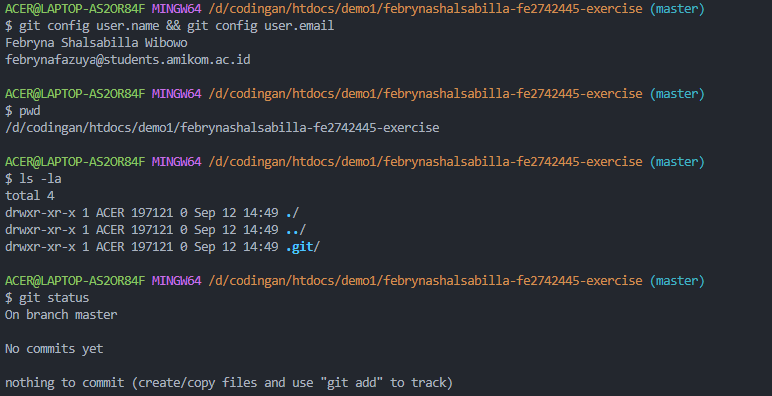 ACER@LAPTOP-AS2OR84F MINGW64 /d/codingan/htdocs/demo1/febrynashalsabilla-fe2742445-exercise (master)
$ git config user.name && git config user.email
Febryna Shalsabilla Wibowo
febrynafazuya@students.amikom.ac.id

ACER@LAPTOP-AS2OR84F MINGW64 /d/codingan/htdocs/demo1/febrynashalsabilla-fe2742445-exercise (master)
$ pwd
/d/codingan/htdocs/demo1/febrynashalsabilla-fe2742445-exercise

ACER@LAPTOP-AS2OR84F MINGW64 /d/codingan/htdocs/demo1/febrynashalsabilla-fe2742445-exercise (master)
$ ls -la
total 4
drwxr-xr-x 1 ACER 197121 0 Sep 12 14:49 ./
drwxr-xr-x 1 ACER 197121 0 Sep 12 14:49 ../
drwxr-xr-x 1 ACER 197121 0 Sep 12 14:49 .git/

ACER@LAPTOP-AS2OR84F MINGW64 /d/codingan/htdocs/demo1/febrynashalsabilla-fe2742445-exercise (master)
$ git status
On branch master

No commits yet

nothing to commit (create/copy files and use "git add" to track)